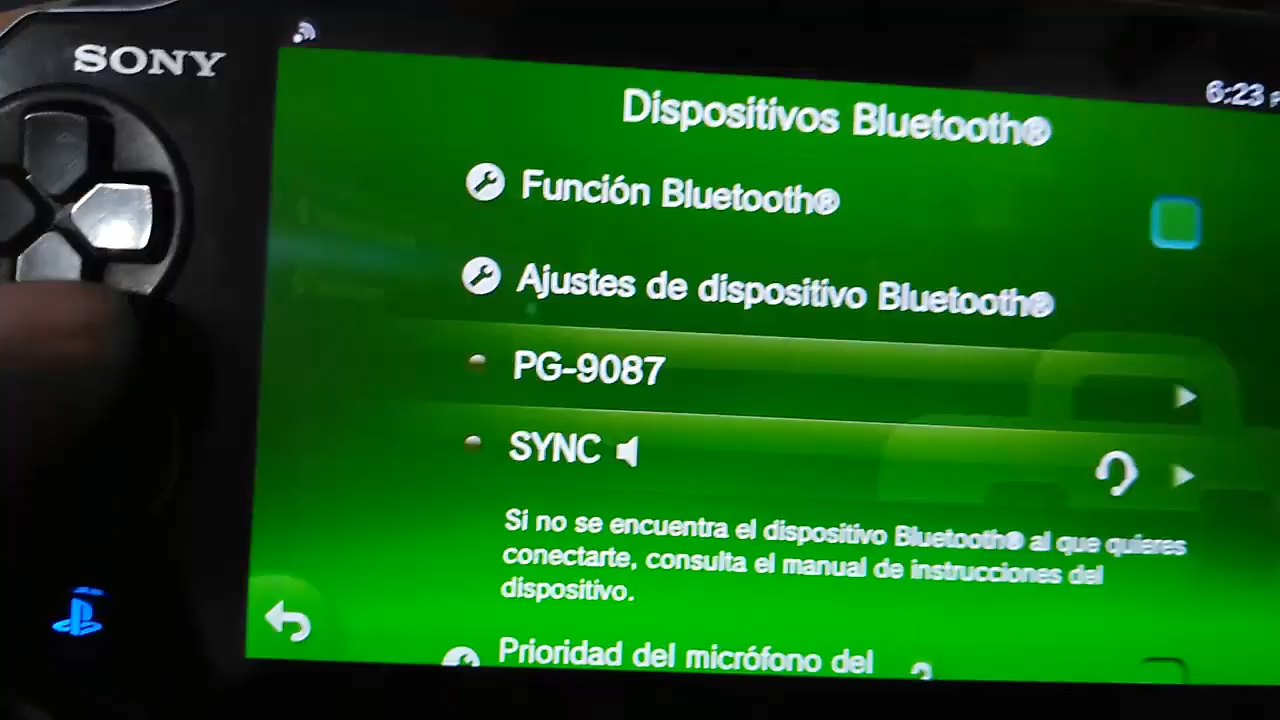 SONY
6:23
Dispositivos Bluetooth®
Función Bluetooth®
Ajustes de dispositivo Bluetooth®
PG-9087
SYNC
Si no se encuentra el dispositivo Bluetooth® al que quieres
conectarte, consulta el manual de instrucciones del
dispositivo.
Prioridad del micrófono del